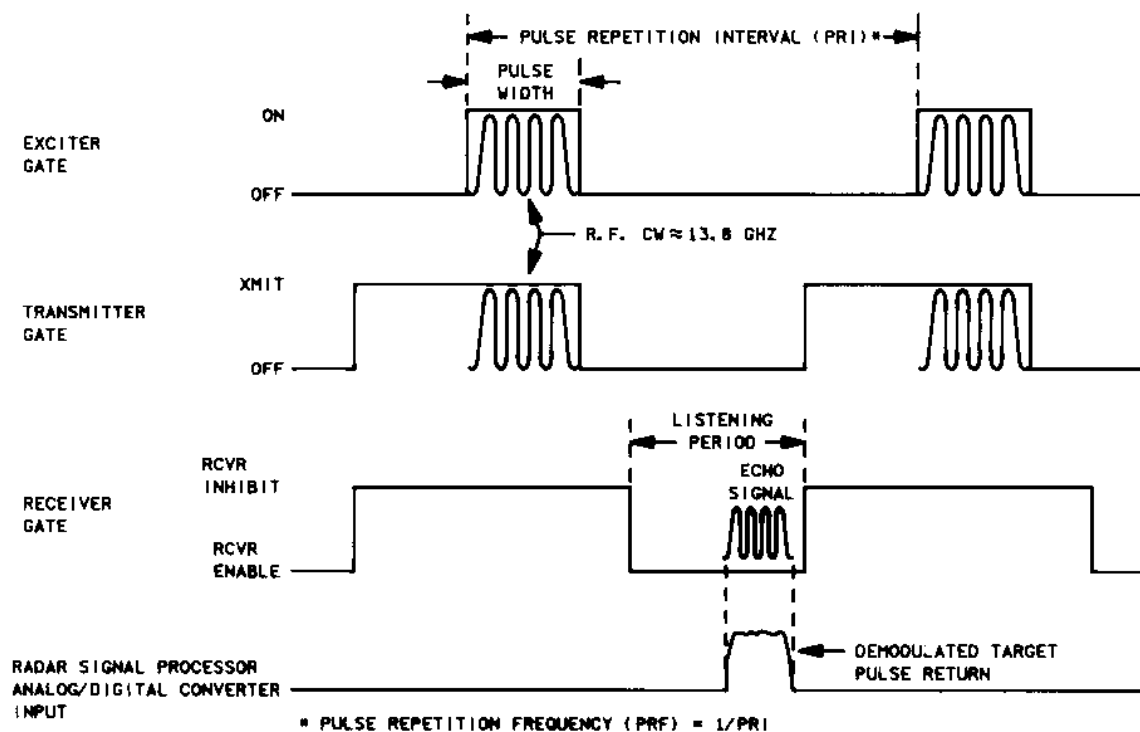 PULSE REPETITION INTERVAL (PRI)*
PULSE
WIDTH
EXCITER
GATE
ON
OFF
R.F. CW ≈ 13.8 GHZ
TRANSMITTER
GATE
XMIT
OFF
LISTENING
PERIOD
RECEIVER
GATE
RCVR
INHIBIT
ECHO
SIGNAL
RCVR
ENABLE
RADAR SIGNAL PROCESSOR
ANALOG/DIGITAL CONVERTER
INPUT
DEMODULATED TARGET
PULSE RETURN
* PULSE REPETITION FREQUENCY (PRF) = 1/PRI